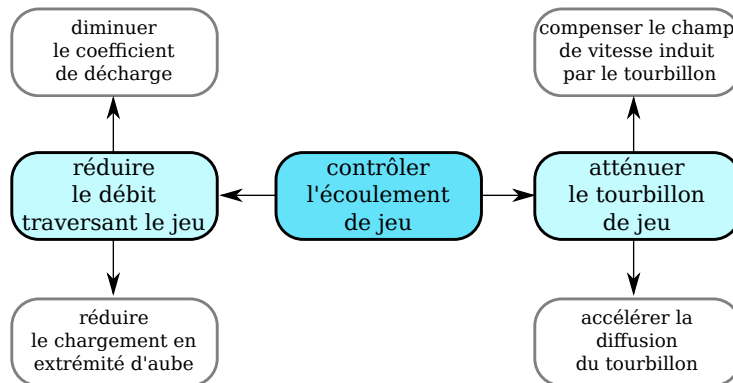 diminuer
le coefficient
de décharge
compenser le champ
de vitesse induit
par le tourbillon
réduire
le débit
traversant le jeu
contrôler
l'écoulement
de jeu
atténuer
le tourbillon
de jeu
réduire
le chargement en
extrémité d'aube
accélérer la
diffusion
du tourbillon